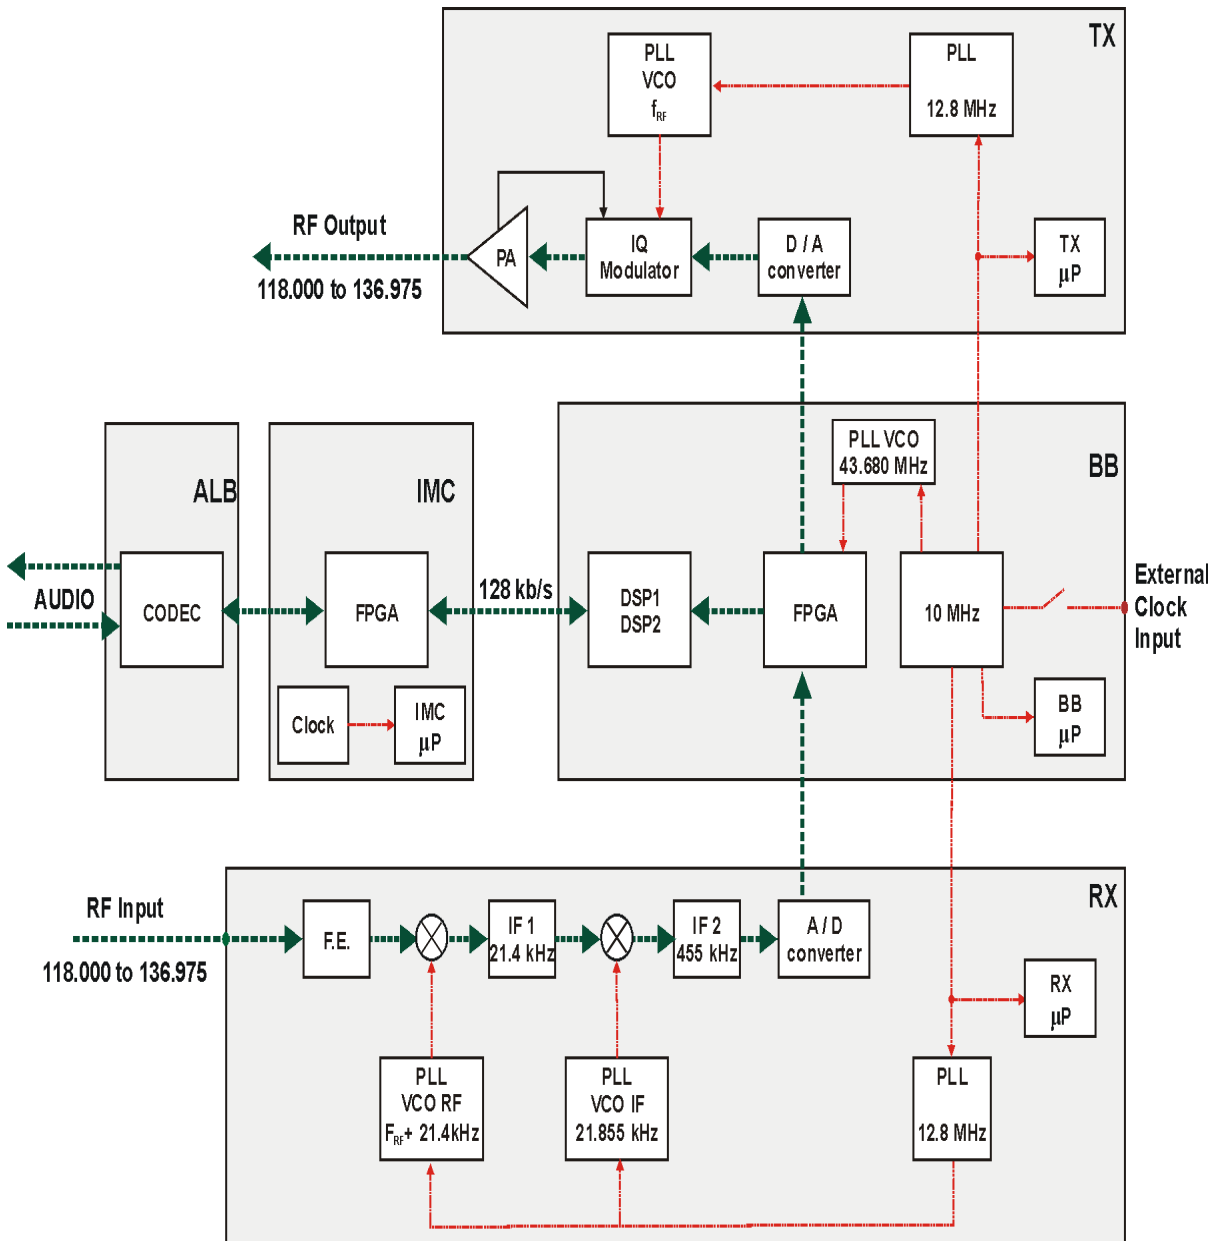 TX
PLL
VCO
fRF
PLL
12.8 MHz
RF Output
118.000 to 136.975
PA
IQ
Modulator
D / A
converter
TX
µP
BB
PLL VCO
43.680 MHz
ALB
IMC
AUDIO
CODEC
FPGA
128 kb/s
DSP1
DSP2
FPGA
10 MHz
External
Clock
Input
Clock
IMC
µP
BB
µP
RX
RF Input
118.000 to 136.975
F.E.
IF 1
21.4 kHz
IF 2
455 kHz
A / D
converter
RX
µP
PLL
VCO RF
FRF+ 21.4kHz
PLL
VCO IF
21.855 kHz
PLL
12.8 MHz